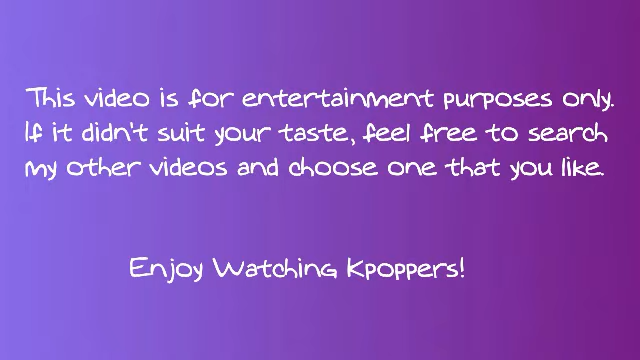 This video is for entertainment purposes only.
If it didn't suit your taste, feel free to search
my other videos and choose one that you like.
Enjoy Watching Kpoppers!